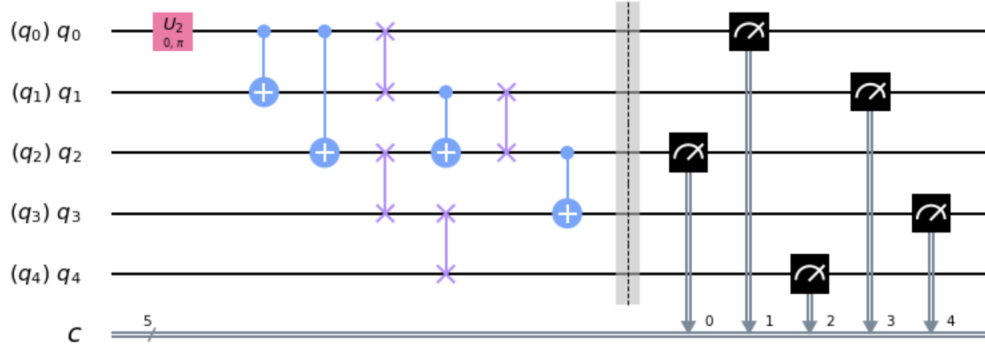 (q₀) q₀ U₂
0, π
(q₁) q₁
(q₂) q₂
(q₃) q₃
(q₄) q₄
c 5 0 1 2 3 4